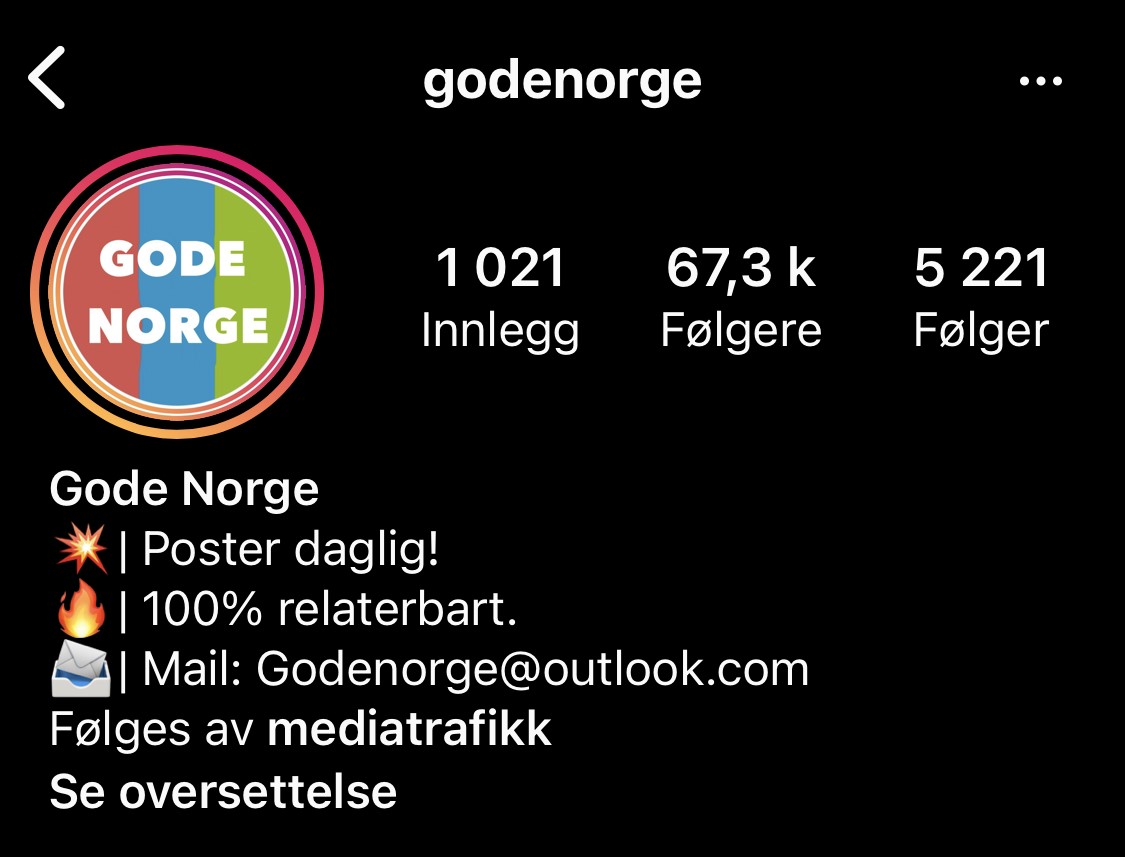 godenorge
GODE
NORGE
1 021
Innlegg
67,3 k
Følgere
5 221
Følger
Gode Norge
💥| Poster daglig!
🔥| 100% relaterbart.
📨| Mail: Godenorge@outlook.com
Følges av mediatrafikk
Se oversettelse